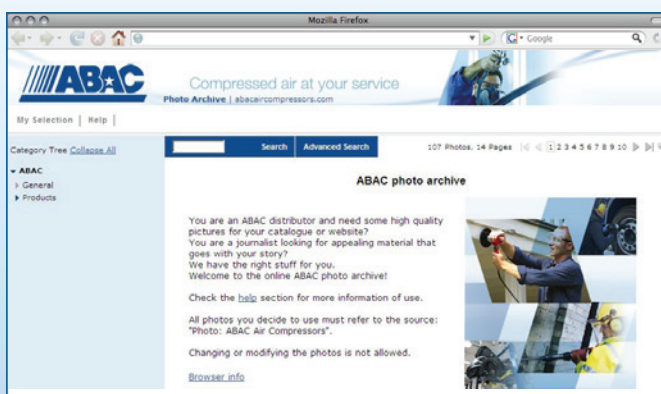 Mozilla Firefox
Google
ABAC
Compressed air at your service
Photo Archive | abacaircompressors.com
My Selection | Help |
Category Tree Collapse All
Search Advanced Search
107 Photos, 14 Pages 1 2 3 4 5 6 7 8 9 10
ABAC
General
Products
ABAC photo archive
You are an ABAC distributor and need some high quality
pictures for your catalogue or website?
You are a journalist looking for appealing material that
goes with your story?
We have the right stuff for you.
Welcome to the online ABAC photo archive!
Check the help section for more information of use.
All photos you decide to use must refer to the source:
"Photo: ABAC Air Compressors".
Changing or modifying the photos is not allowed.
Browser info